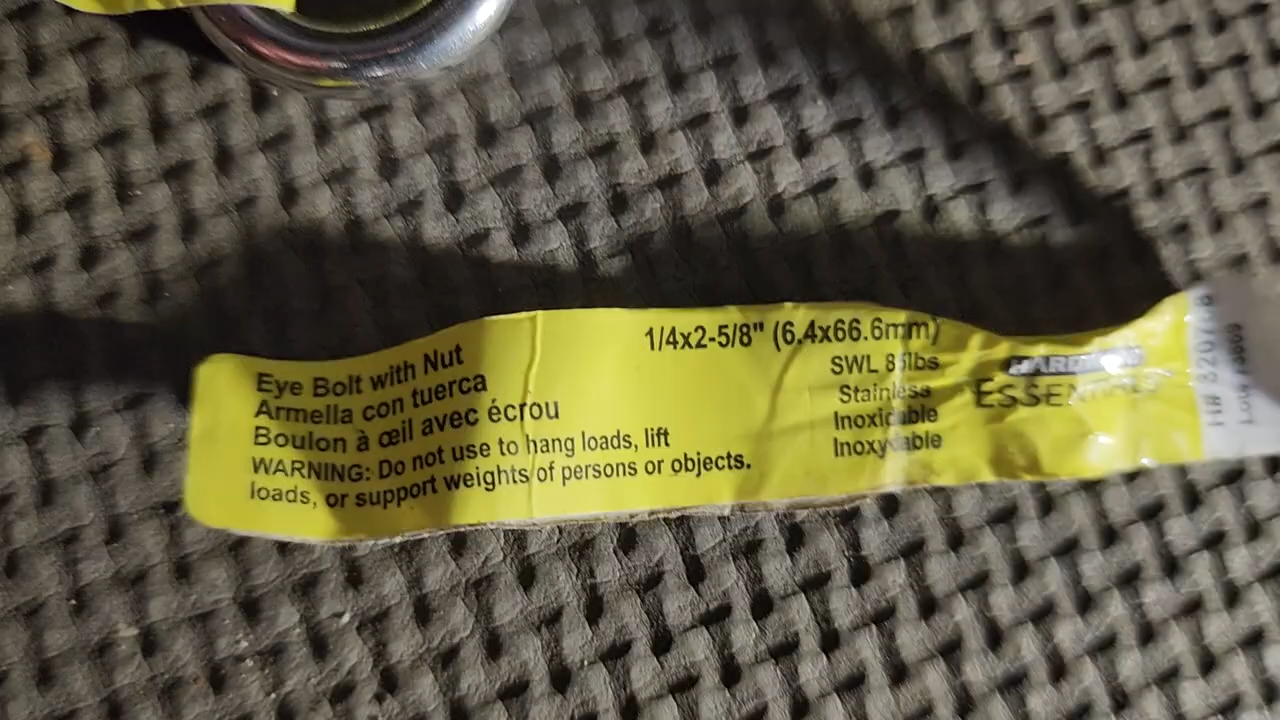 Eye Bolt with Nut
Armella con tuerca
Boulon à œil avec écrou
WARNING: Do not use to hang loads, lift
loads, or support weights of persons or objects.
1/4x2-5/8" (6.4x66.6mm)
SWL 85lbs
Stainless
Inoxidable
Inoxydable
ESSENTIALS